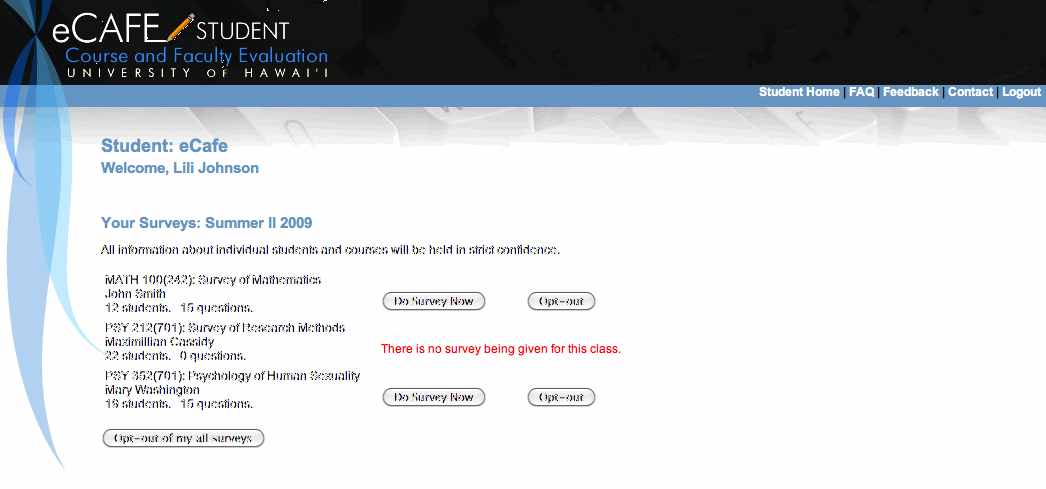 eCAFE STUDENT
Course and Faculty Evaluation
UNIVERSITY OF HAWAI'I
Student Home | FAQ | Feedback | Contact | Logout
Student: eCafe
Welcome, Lili Johnson
Your Surveys: Summer II 2009
All information about individual students and courses will be held in strict confidence.
MATH 100(242): Survey of Mathematics
John Smith
12 students. 15 questions.
Do Survey Now Opt-out
PSY 212(701): Survey of Research Methods
Maximillian Cassidy
22 students. 0 questions.
There is no survey being given for this class.
PSY 352(701): Psychology of Human Sexuality
Mary Washington
16 students. 15 questions.
Do Survey Now Opt-out
Opt-out of my all surveys